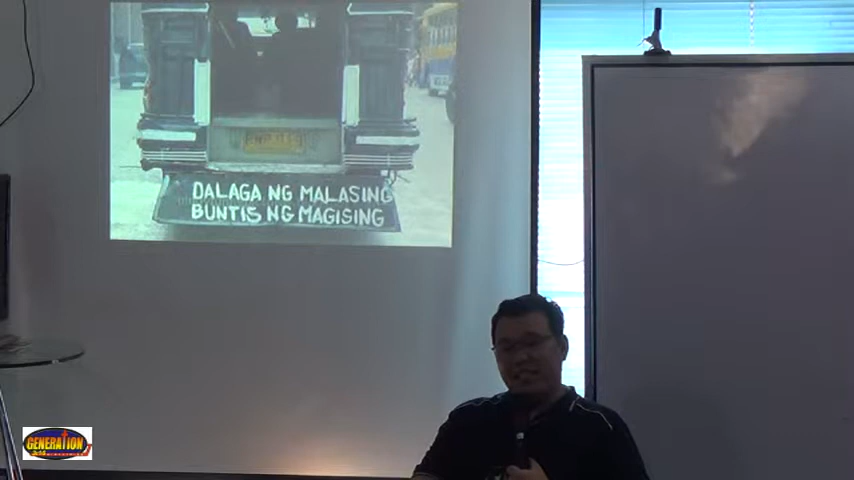 DALAGA NG MALASING
BUNTIS NG MAGISING
GENERATION